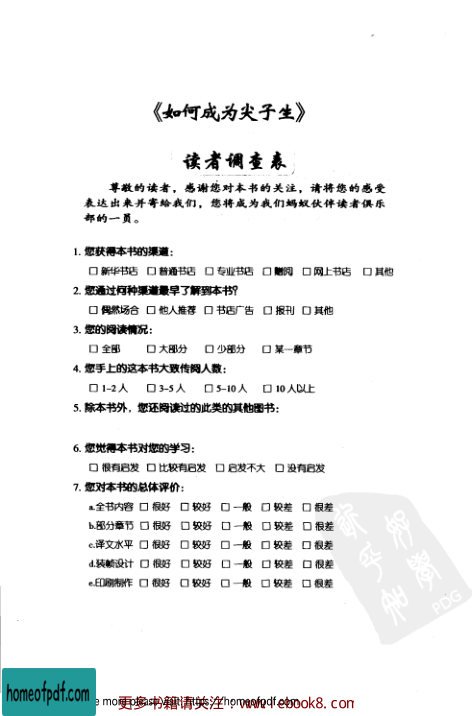 《如何成为尖子生》
读者调查表
尊敬的读者，感谢您对本书的关注，请将您的感受
表达出来并寄给我们，您将成为我们蚂蚁伙伴读者俱乐
部的一员。
1. 您获得本书的渠道：
□ 新华书店 □ 普通书店 □ 专业书店 □ 赠阅 □ 网上书店 □ 其他
2. 您通过何种渠道最早了解到本书？
□ 偶然场合 □ 他人推荐 □ 书店广告 □ 报刊 □ 其他
3. 您的阅读情况：
□ 全部 □ 大部分 □ 少部分 □ 某一章节
4. 您手上的这本书大致传阅人数：
□ 1-2 人 □ 3-5 人 □ 5-10 人 □ 10 人以上
5. 除本书外，您还阅读过的此类的其他图书：
6. 您觉得本书对您的学习：
□ 很有启发 □ 比较有启发 □ 启发不大 □ 没有启发
7. 您对本书的总体评价：
a.全书内容 □ 很好 □ 较好 □ 一般 □ 较差 □ 很差
b.部分章节 □ 很好 □ 较好 □ 一般 □ 较差 □ 很差
c.译文水平 □ 很好 □ 较好 □ 一般 □ 较差 □ 很差
d.装帧设计 □ 很好 □ 较好 □ 一般 □ 较差 □ 很差
e.印刷制作 □ 很好 □ 较好 □ 一般 □ 较差 □ 很差
PDG
homeofpdf.com
更多书籍请关注：www.cebook8.com